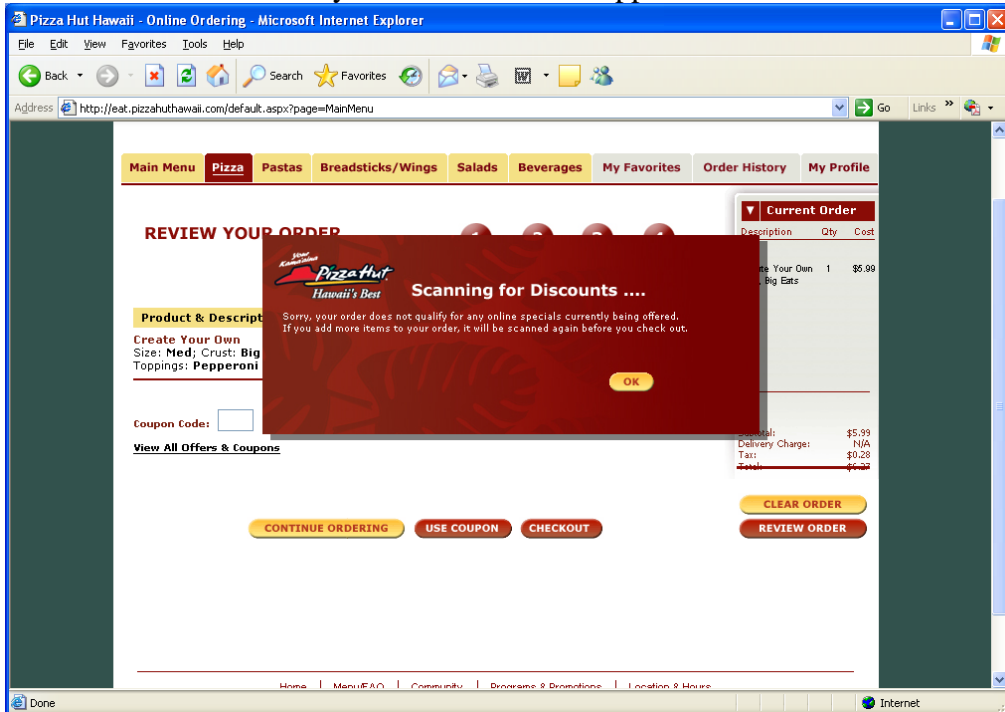 Pizza Hut Hawaii - Online Ordering - Microsoft Internet Explorer
File Edit View Favorites Tools Help
Back Search Favorites
Address http://eat.pizzahuthawaii.com/default.aspx?page=MainMenu Go Links »
Main Menu Pizza Pastas Breadsticks/Wings Salads Beverages My Favorites Order History My Profile
Current Order
Description Qty Cost
REVIEW YOUR ORDER
Your Own 1 $5.99
Big Eats
Your Kama'aina
Pizza Hut
Hawaii's Best
Scanning for Discounts ....
Sorry, your order does not qualify for any online specials currently being offered.
If you add more items to your order, it will be scanned again before you check out.
OK
Product & Descript
Create Your Own
Size: Med; Crust: Big
Toppings: Pepperoni
Coupon Code:
View All Offers & Coupons
$5.99
Delivery Charge: N/A
Tax: $0.28
Total: $6.27
CLEAR ORDER
CONTINUE ORDERING USE COUPON CHECKOUT REVIEW ORDER
Home | Menu/FAQ | Community | Programs & Promotions | Location & Hours
Done Internet